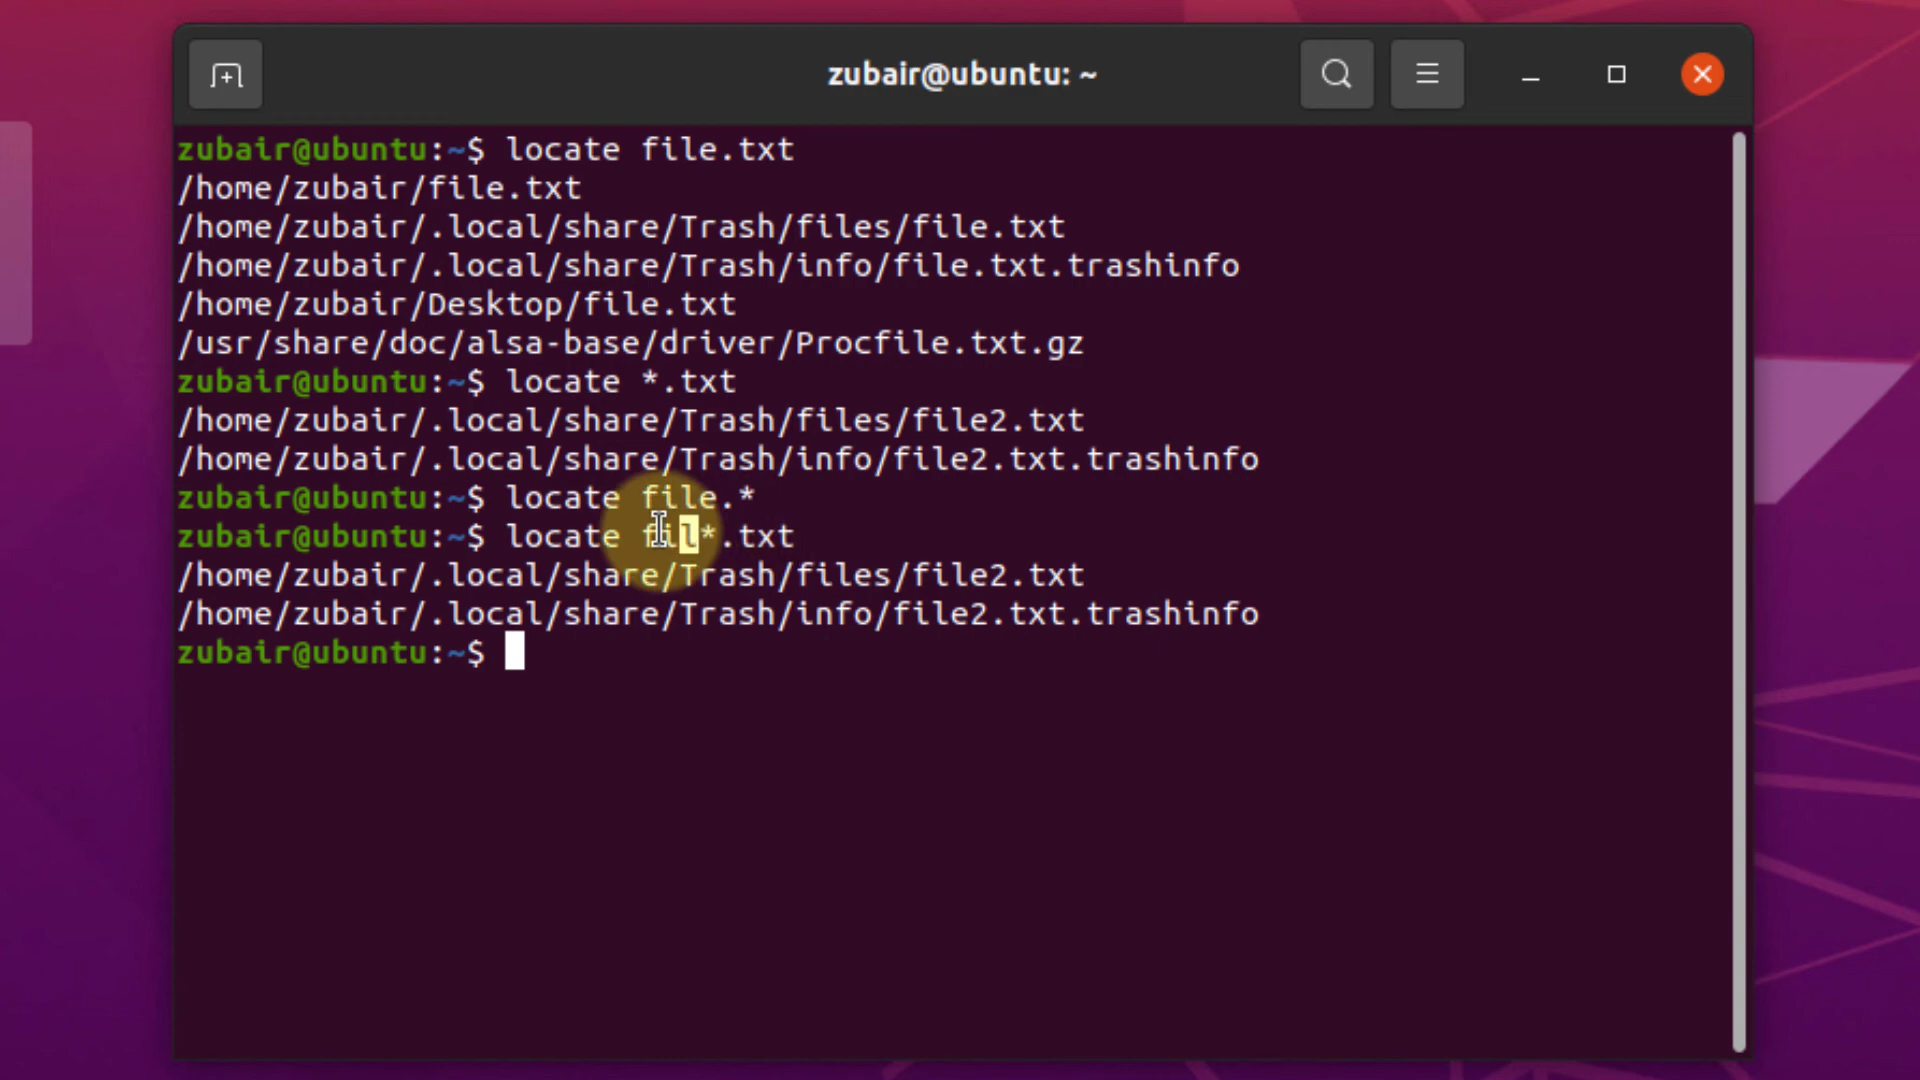 zubair@ubuntu: ~
zubair@ubuntu:~$ locate file.txt
/home/zubair/file.txt
/home/zubair/.local/share/Trash/files/file.txt
/home/zubair/.local/share/Trash/info/file.txt.trashinfo
/home/zubair/Desktop/file.txt
/usr/share/doc/alsa-base/driver/Procfile.txt.gz
zubair@ubuntu:~$ locate *.txt
/home/zubair/.local/share/Trash/files/file2.txt
/home/zubair/.local/share/Trash/info/file2.txt.trashinfo
zubair@ubuntu:~$ locate file.*
zubair@ubuntu:~$ locate fil*.txt
/home/zubair/.local/share/Trash/files/file2.txt
/home/zubair/.local/share/Trash/info/file2.txt.trashinfo
zubair@ubuntu:~$